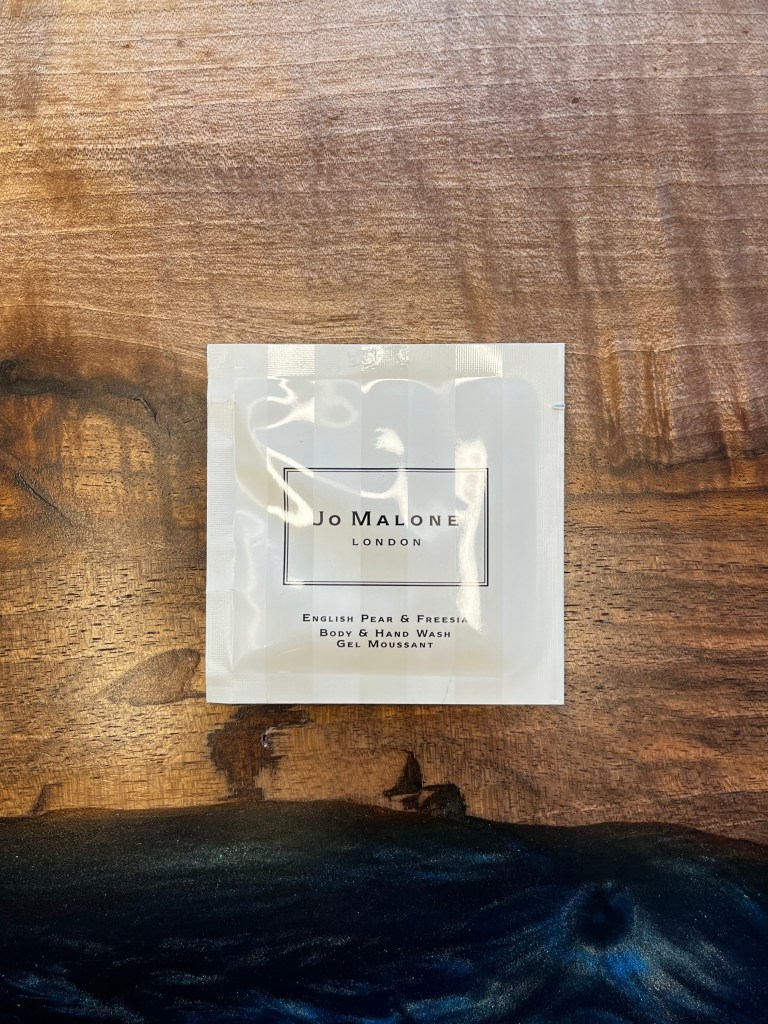 Jo Malone
LONDON
English Pear & Freesia
Body & Hand Wash
Gel Moussant